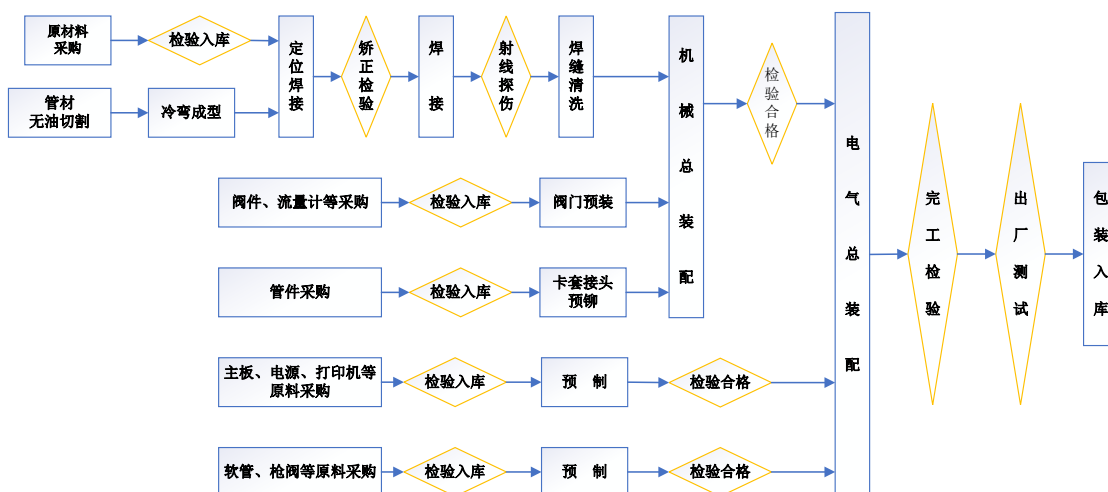 原材料
采购
检验入库
管材
无油切割
冷弯成型
定位焊接
矫正检验
焊接
射线探伤
焊缝清洗
机械总装配
检验合格
阀件、流量计等采购
检验入库
阀门预装
管件采购
检验入库
卡套接头
预铆
主板、电源、打印机等
原料采购
检验入库
预 制
检验合格
软管、枪阀等原料采购
检验入库
预 制
检验合格
电气总装配
完工检验
出厂测试
包装入库